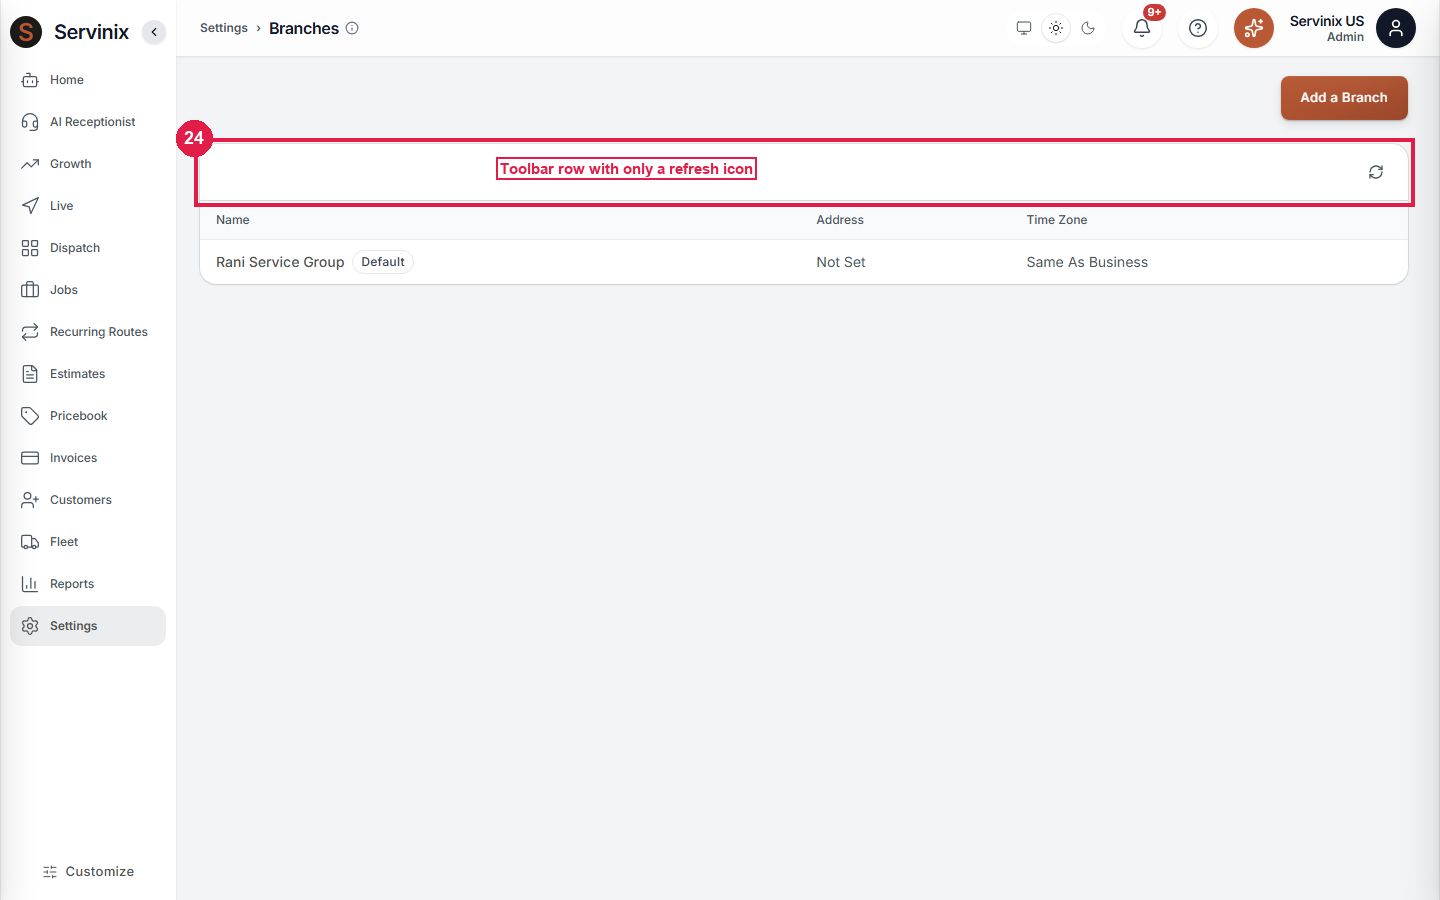 S Servinix
Settings › Branches
9+
Servinix US
Admin
Home
AI Receptionist
Growth
Live
Dispatch
Jobs
Recurring Routes
Estimates
Pricebook
Invoices
Customers
Fleet
Reports
Settings
Customize
Add a Branch
24
Toolbar row with only a refresh icon
Name Address Time Zone
Rani Service Group Default Not Set Same As Business